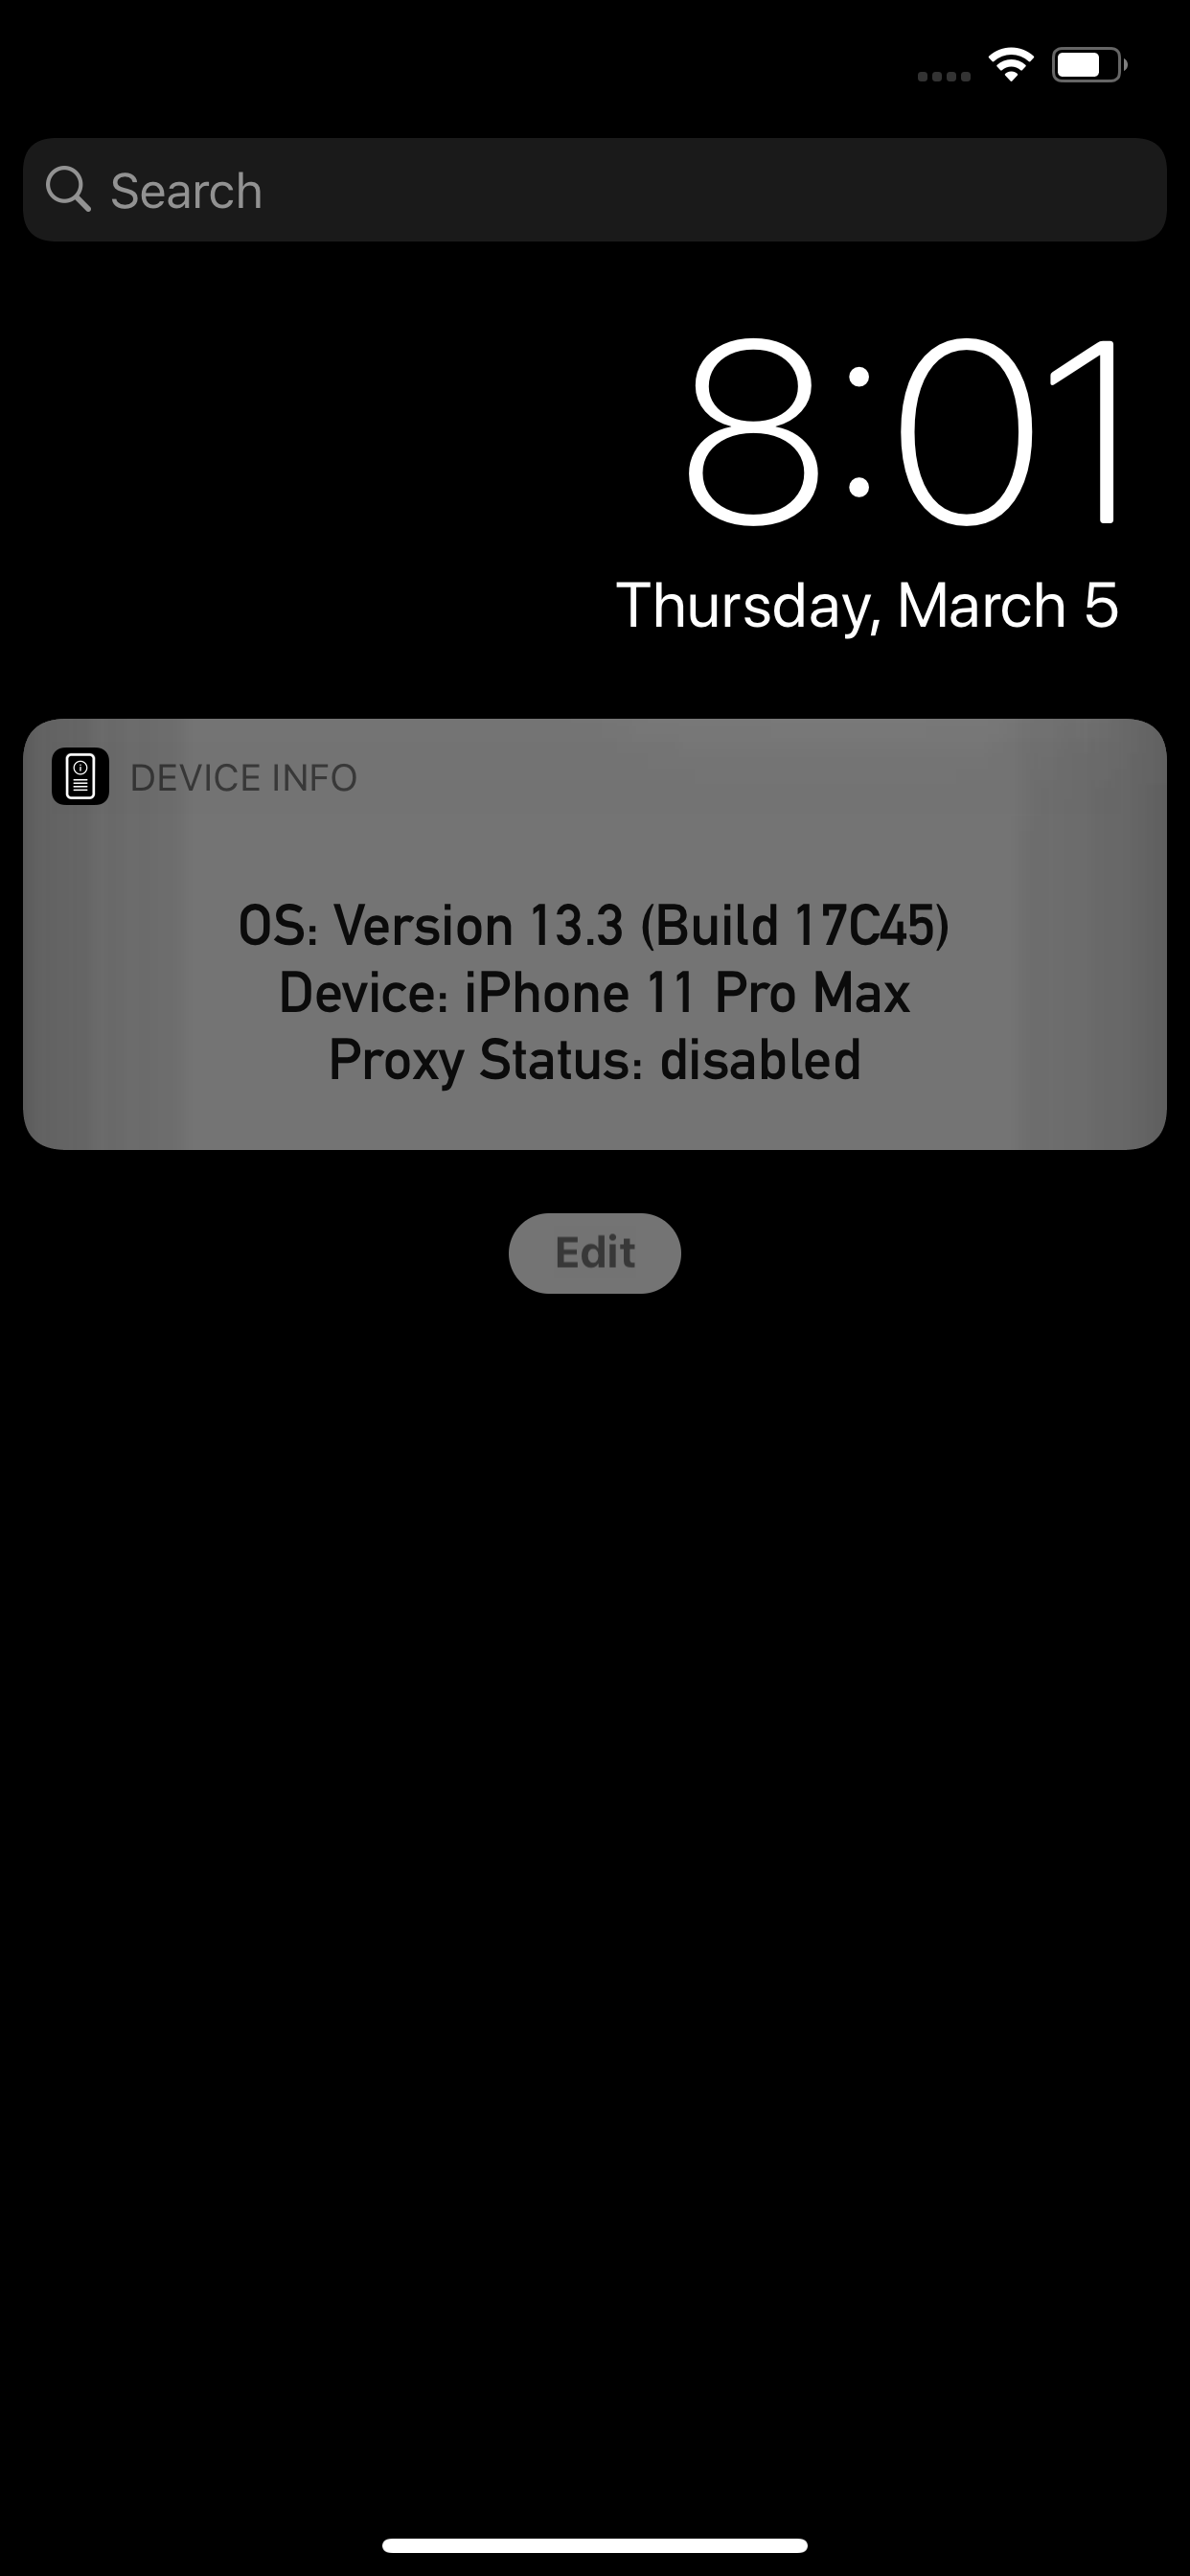 Search
8:01
Thursday, March 5
DEVICE INFO
OS: Version 13.3 (Build 17C45)
Device: iPhone 11 Pro Max
Proxy Status: disabled
Edit